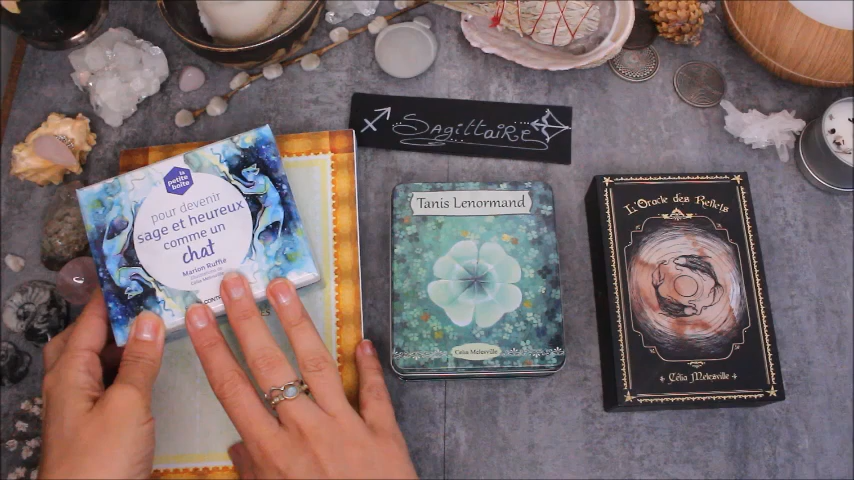 Sagittaire
la
petite
boîte
pour devenir
sage et heureux
comme un
chat
Marion Ruffié
Tanis Lenormand
Célia Melesville
L'Oracle des Reflets
Célia Melesville